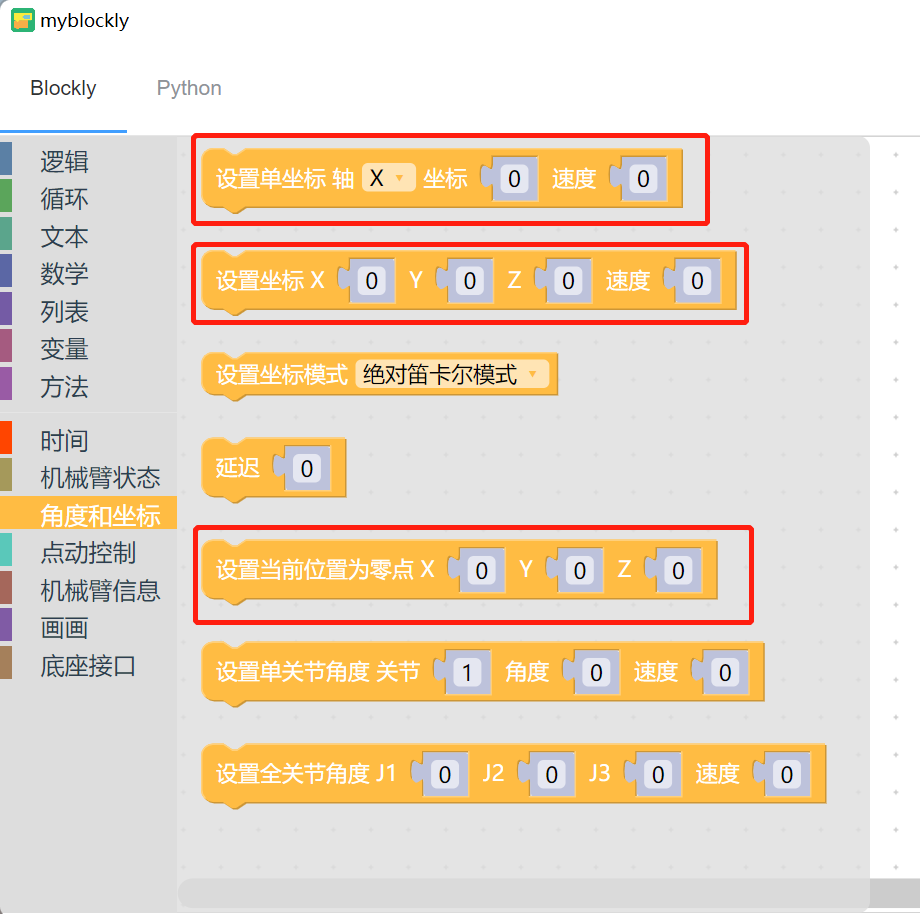 myblockly
Blockly Python
逻辑
循环
文本
数学
列表
变量
方法
时间
机械臂状态
角度和坐标
点动控制
机械臂信息
画画
底座接口
设置单坐标 轴 X 坐标 0 速度 0
设置坐标 X 0 Y 0 Z 0 速度 0
设置坐标模式 绝对笛卡尔模式
延迟 0
设置当前位置为零点 X 0 Y 0 Z 0
设置单关节角度 关节 1 角度 0 速度 0
设置全关节角度 J1 0 J2 0 J3 0 速度 0